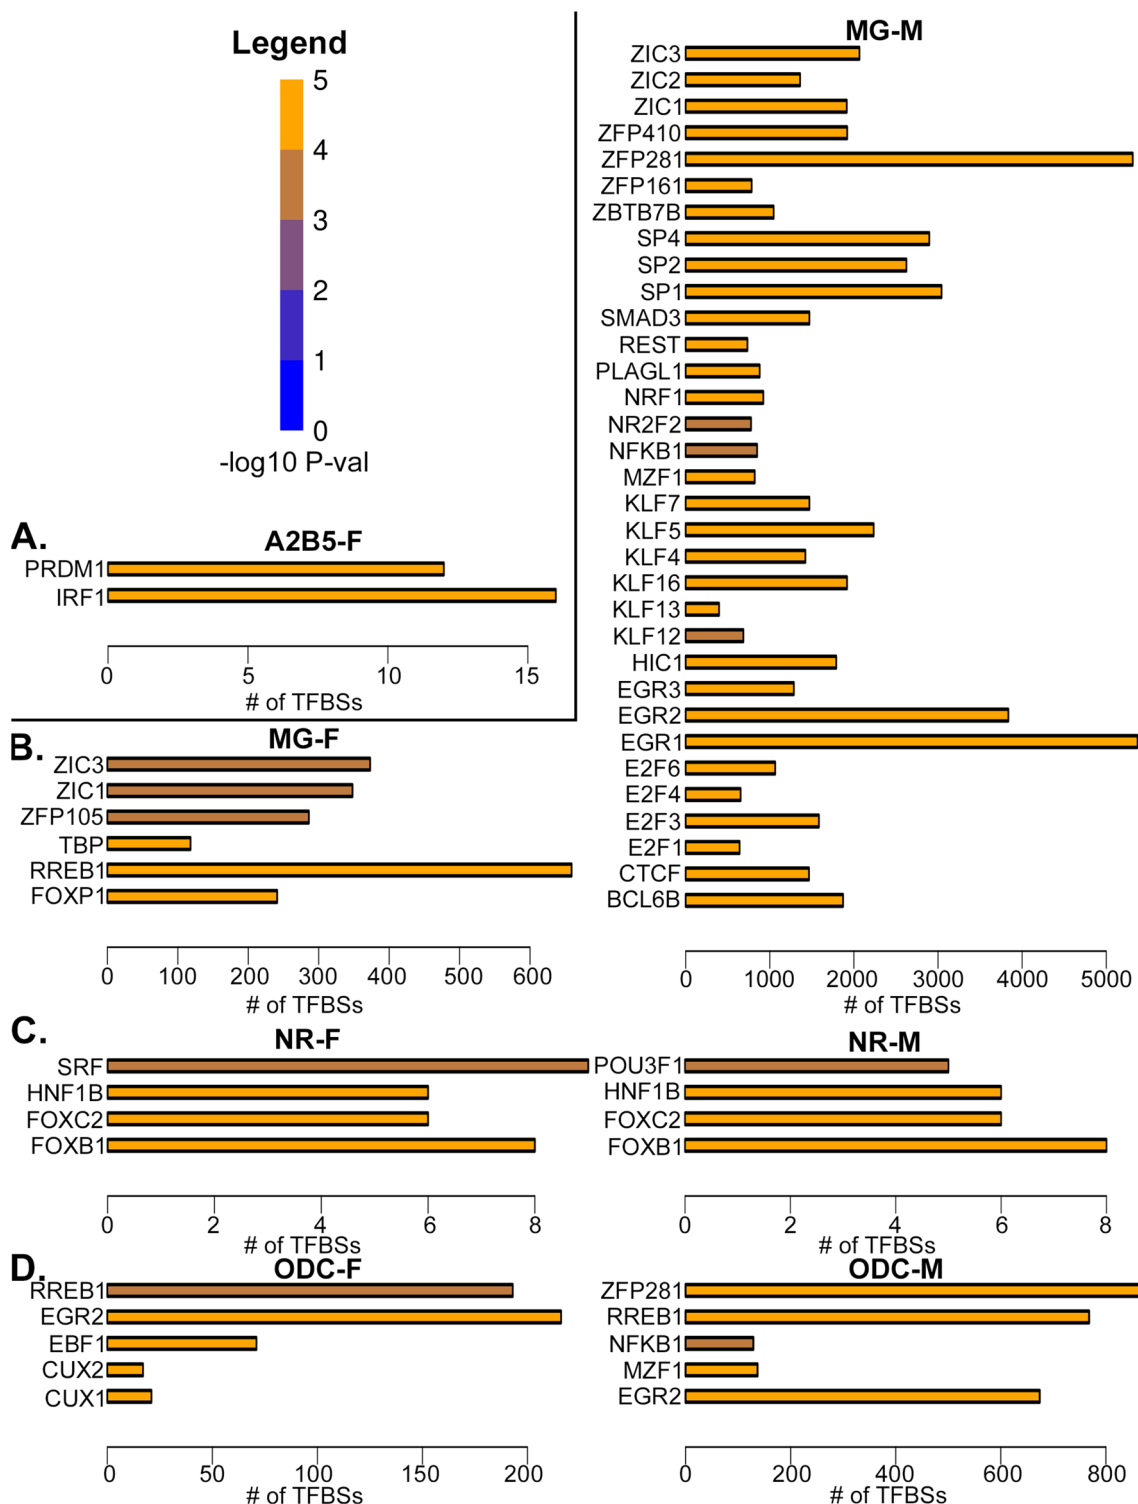 Legend
5
4
3
2
1
0
-log10 P-val
A.
A2B5-F
PRDM1
IRF1
0 5 10 15
# of TFBSs
MG-M
ZIC3
ZIC2
ZIC1
ZFP410
ZFP281
ZFP161
ZBTB7B
SP4
SP2
SP1
SMAD3
REST
PLAGL1
NRF1
NR2F2
NFKB1
MZF1
KLF7
KLF5
KLF4
KLF16
KLF13
KLF12
HIC1
EGR3
EGR2
EGR1
E2F6
E2F4
E2F3
E2F1
CTCF
BCL6B
0 1000 2000 3000 4000 5000
# of TFBSs
B.
MG-F
ZIC3
ZIC1
ZFP105
TBP
RREB1
FOXP1
0 100 200 300 400 500 600
# of TFBSs
C.
NR-F
SRF
HNF1B
FOXC2
FOXB1
0 2 4 6 8
# of TFBSs
NR-M
POU3F1
HNF1B
FOXC2
FOXB1
0 2 4 6 8
# of TFBSs
D.
ODC-F
RREB1
EGR2
EBF1
CUX2
CUX1
0 50 100 150 200
# of TFBSs
ODC-M
ZFP281
RREB1
NFKB1
MZF1
EGR2
0 200 400 600 800
# of TFBSs